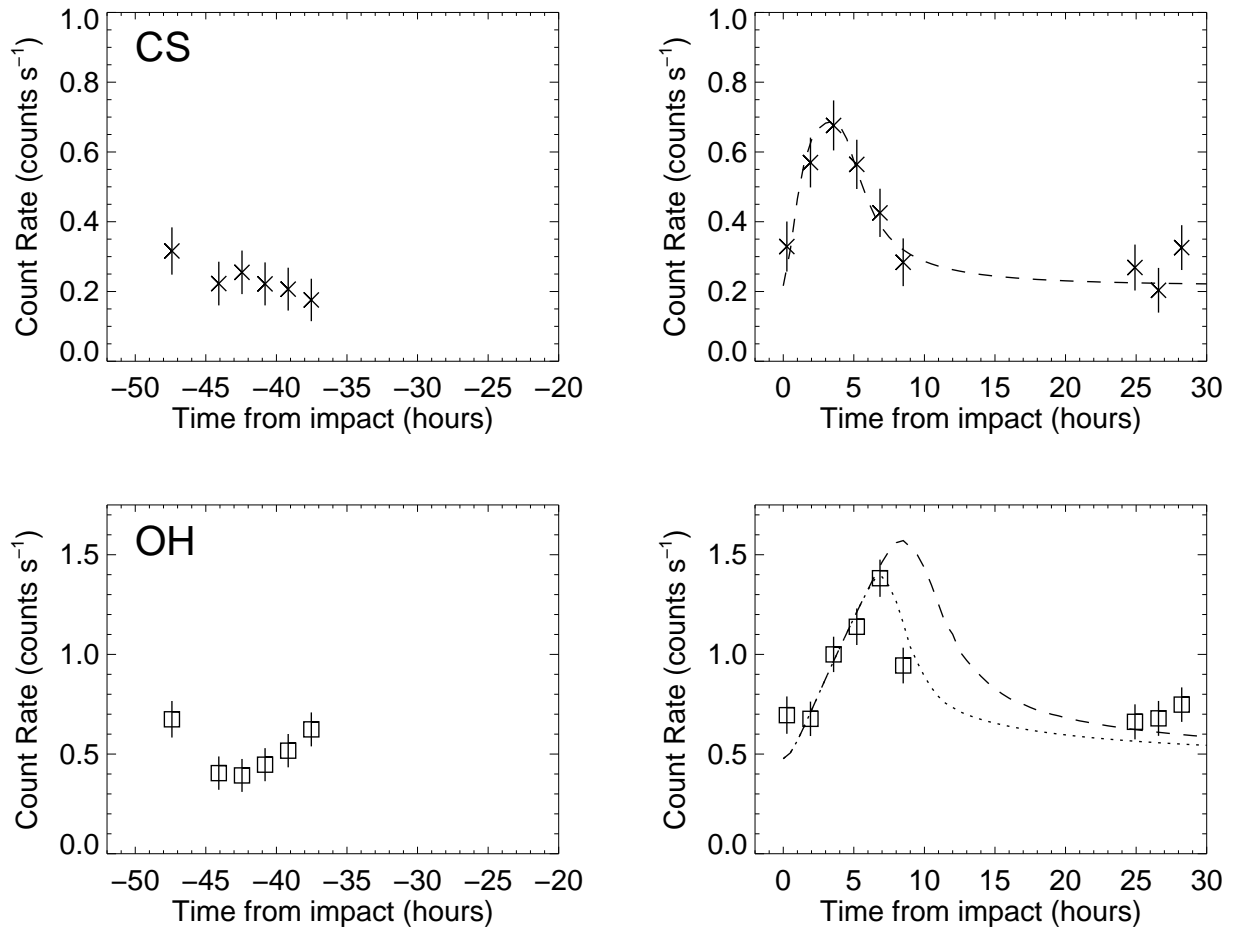 CS
Count Rate (counts s⁻¹)
1.0
0.8
0.6
0.4
0.2
0.0
−50 −45 −40 −35 −30 −25 −20
Time from impact (hours)
Count Rate (counts s⁻¹)
1.0
0.8
0.6
0.4
0.2
0.0
0 5 10 15 20 25 30
Time from impact (hours)
OH
Count Rate (counts s⁻¹)
1.5
1.0
0.5
0.0
−50 −45 −40 −35 −30 −25 −20
Time from impact (hours)
Count Rate (counts s⁻¹)
1.5
1.0
0.5
0.0
0 5 10 15 20 25 30
Time from impact (hours)